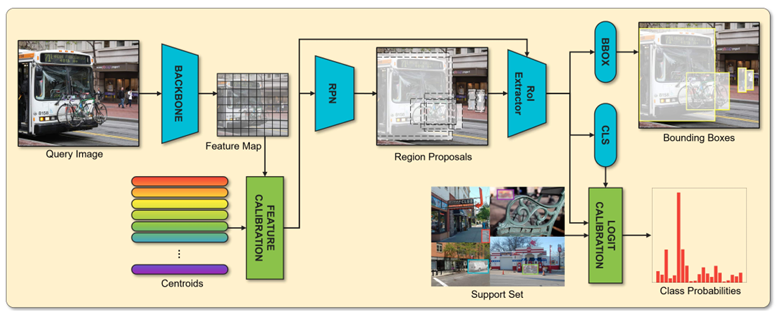 Query Image
BACKBONE
Feature Map
RPN
Region Proposals
RoI
Extractor
BBOX
CLS
Bounding Boxes
Centroids
FEATURE
CALIBRATION
Support Set
LOGIT
CALIBRATION
Class Probabilities